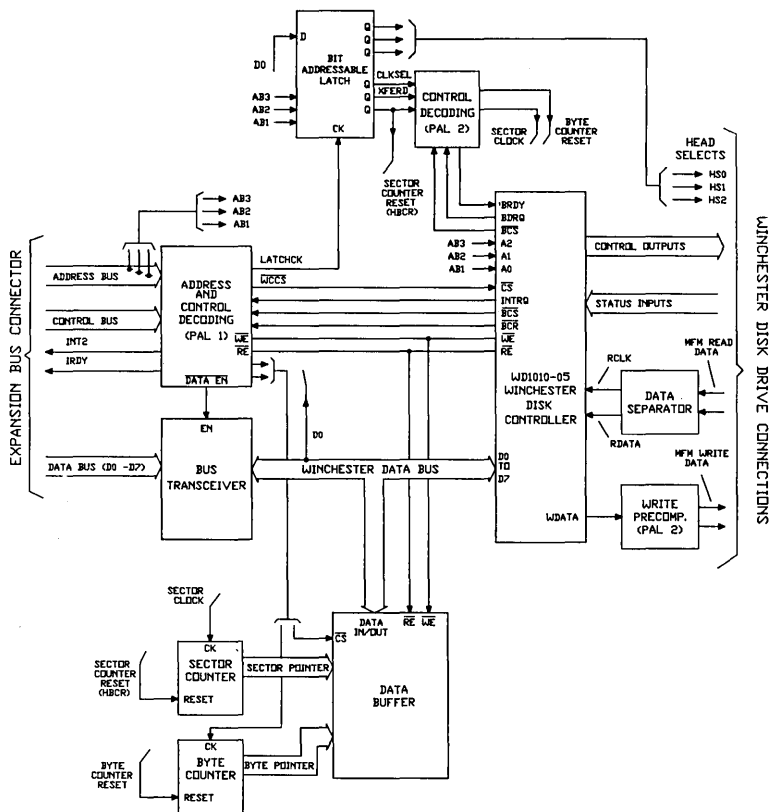 D
Q
Q
Q
BIT
ADDRESSABLE
LATCH
Q
Q
Q
CK
D0
AB3
AB2
AB1
CLKSEL
XFERD
CONTROL
DECODING
(PAL 2)
SECTOR
CLOCK
BYTE
COUNTER
RESET
SECTOR
COUNTER
RESET
(HBCR)
HEAD
SELECTS
HS0
HS1
HS2
AB3
AB2
AB1
EXPANSION BUS CONNECTOR
ADDRESS BUS
CONTROL BUS
INT2
IRDY
DATA BUS (D0 -D7)
ADDRESS
AND
CONTROL
DECODING
(PAL 1)
WE
RE
DATA EN
LATCHCK
WCCS
EN
BUS
TRANSCEIVER
D0
WINCHESTER DATA BUS
AB3
AB2
AB1
BRDY
BDRQ
BCS
A2
A1
A0
CS
INTRQ
BCS
BCR
WE
RE
WD1010-05
WINCHESTER
DISK
CONTROLLER
D0
TO
D7
WDATA
CONTROL OUTPUTS
STATUS INPUTS
RCLK
RDATA
DATA
SEPARATOR
MFM READ
DATA
MFM WRITE
DATA
WRITE
PRECOMP.
(PAL 2)
WINCHESTER DISK DRIVE CONNECTIONS
SECTOR
CLOCK
CK
SECTOR
COUNTER
RESET
SECTOR
COUNTER
RESET
(HBCR)
SECTOR POINTER
CS
DATA
IN/OUT
RE
WE
DATA
BUFFER
CK
BYTE
COUNTER
RESET
BYTE
COUNTER
RESET
BYTE POINTER